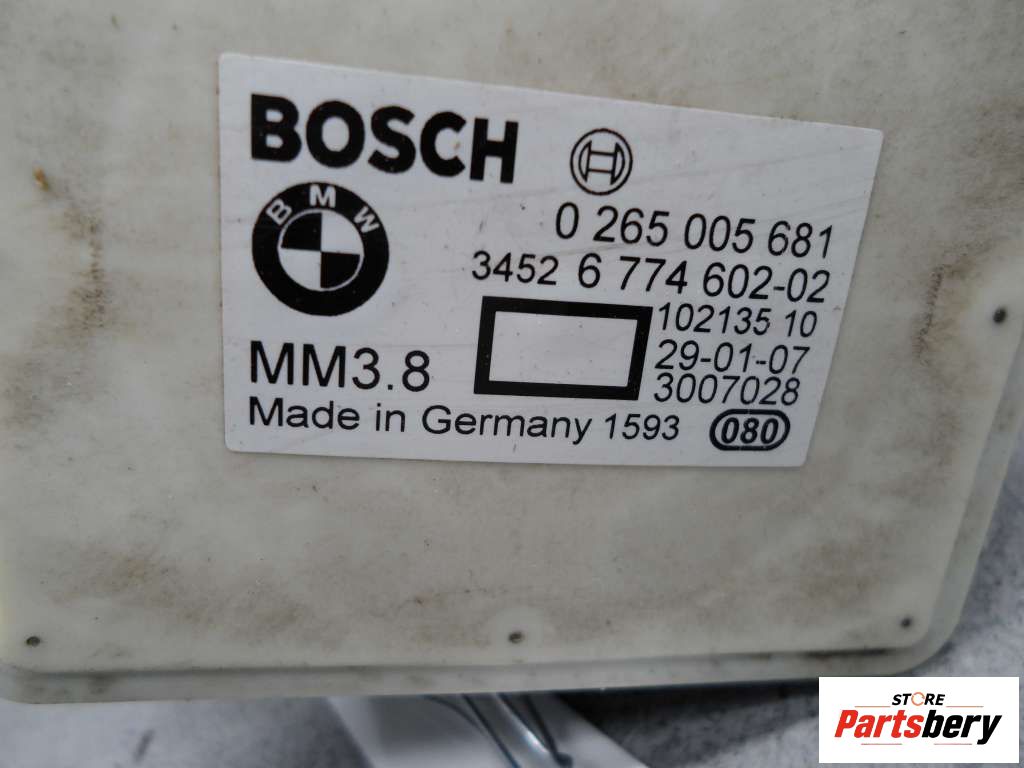 BOSCH
BMW
0 265 005 681
3452 6 774 602-02
102135 10
29-01-07
3007028
MM3.8
Made in Germany 1593 080
STORE
Partsbery